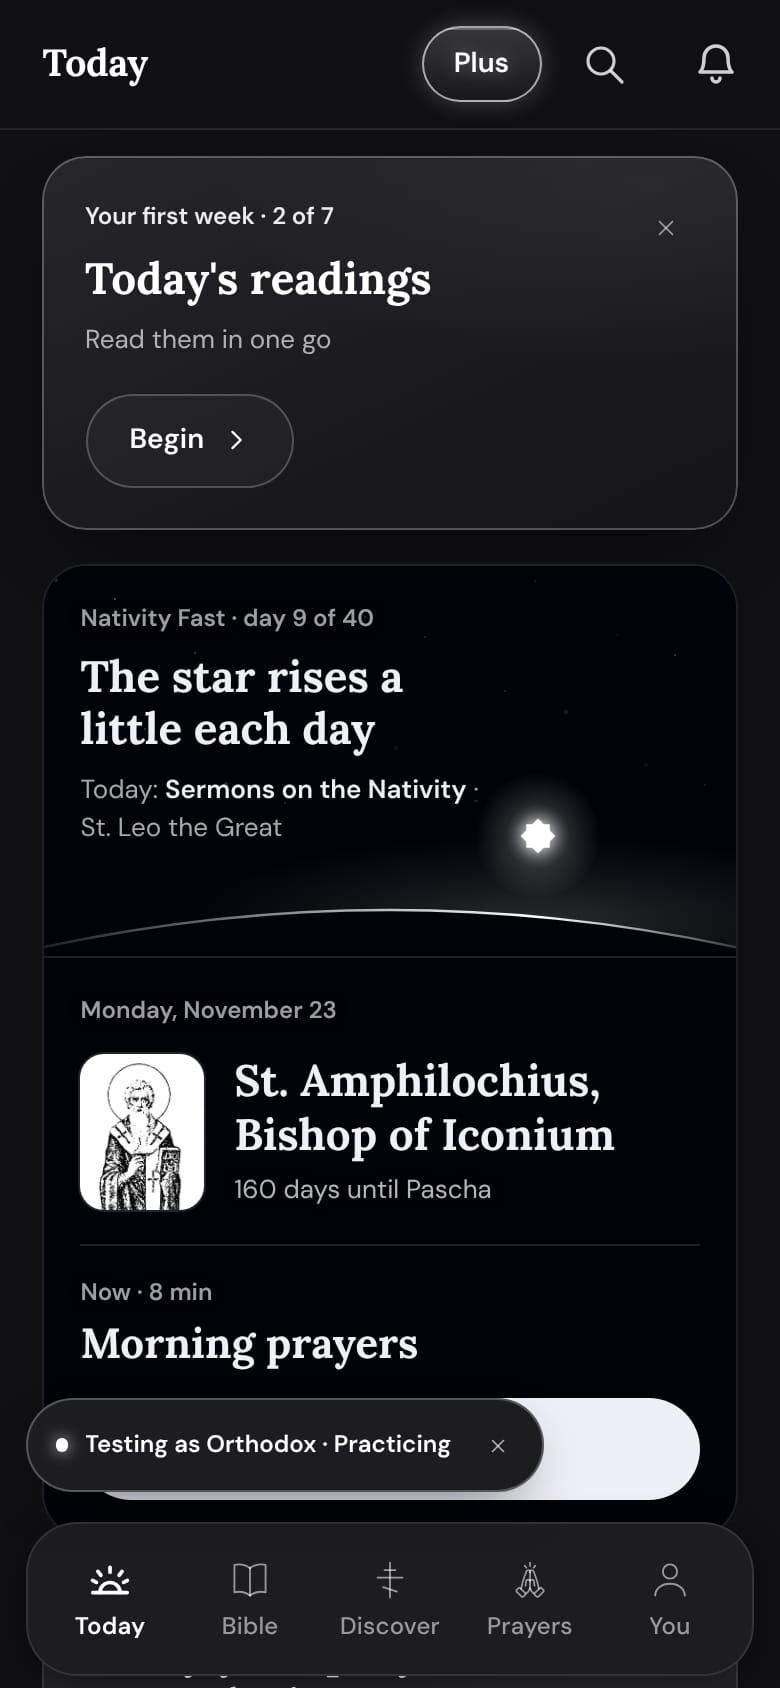 Today
Plus
Your first week · 2 of 7
Today's readings
Read them in one go
Begin
Nativity Fast · day 9 of 40
The star rises a
little each day
Today: Sermons on the Nativity ·
St. Leo the Great
Monday, November 23
St. Amphilochius,
Bishop of Iconium
160 days until Pascha
Now · 8 min
Morning prayers
Testing as Orthodox · Practicing
Today
Bible
Discover
Prayers
You